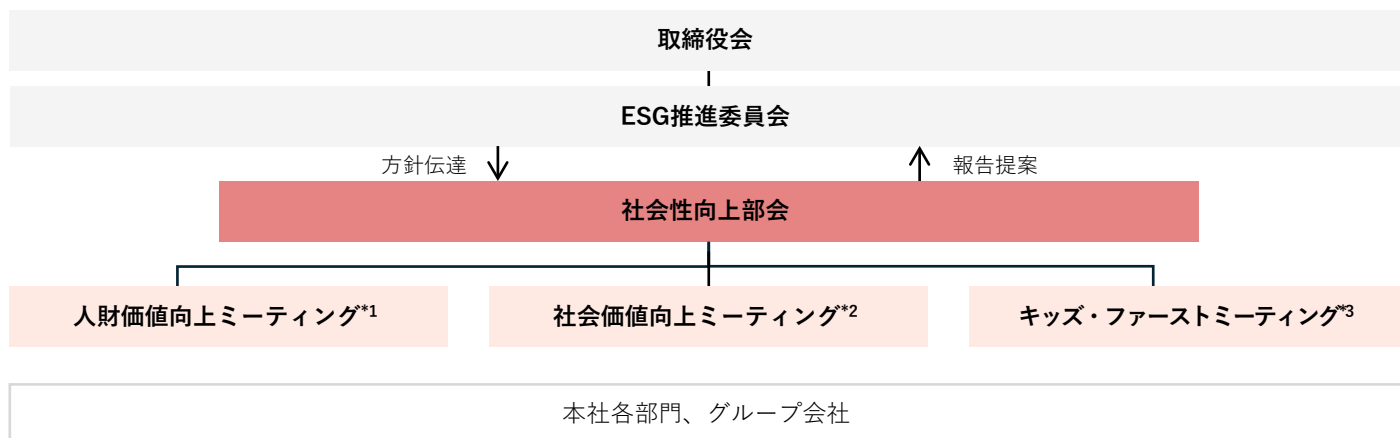 取締役会
ESG推進委員会
方針伝達
報告提案
社会性向上部会
人財価値向上ミーティング*1
社会価値向上ミーティング*2
キッズ・ファーストミーティング*3
本社各部門、グループ会社